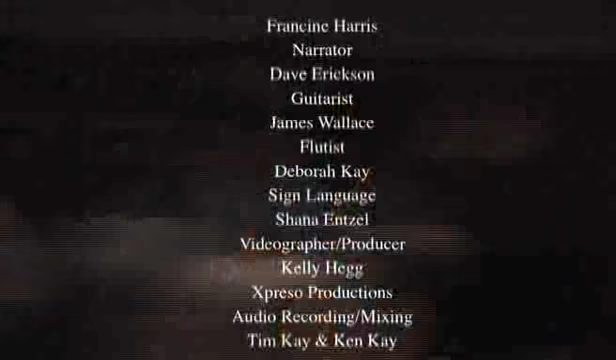 Francine Harris
Narrator
Dave Erickson
Guitarist
James Wallace
Flutist
Deborah Kay
Sign Language
Shana Entzel
Videographer/Producer
Kelly Hegg
Xpreso Productions
Audio Recording/Mixing
Tim Kay & Ken Kay